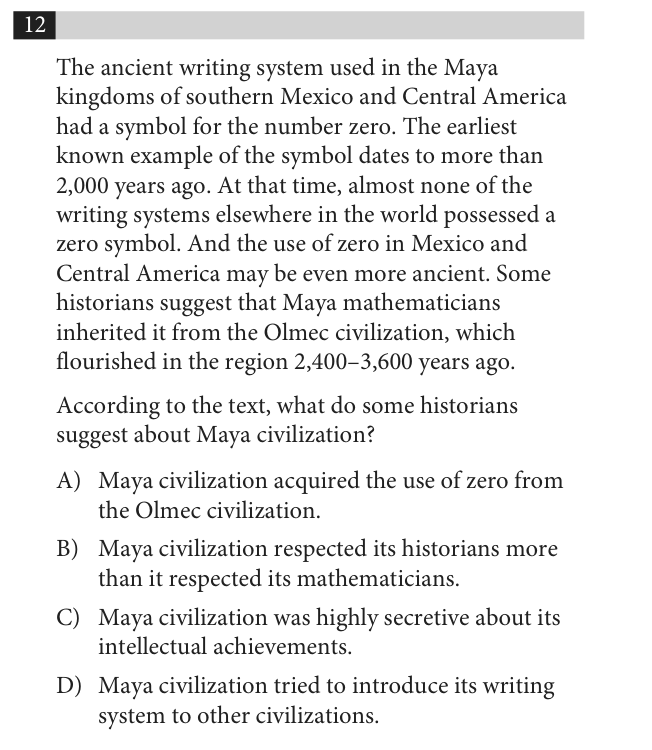 12
The ancient writing system used in the Maya
kingdoms of southern Mexico and Central America
had a symbol for the number zero. The earliest
known example of the symbol dates to more than
2,000 years ago. At that time, almost none of the
writing systems elsewhere in the world possessed a
zero symbol. And the use of zero in Mexico and
Central America may be even more ancient. Some
historians suggest that Maya mathematicians
inherited it from the Olmec civilization, which
flourished in the region 2,400–3,600 years ago.
According to the text, what do some historians
suggest about Maya civilization?
A) Maya civilization acquired the use of zero from
the Olmec civilization.
B) Maya civilization respected its historians more
than it respected its mathematicians.
C) Maya civilization was highly secretive about its
intellectual achievements.
D) Maya civilization tried to introduce its writing
system to other civilizations.